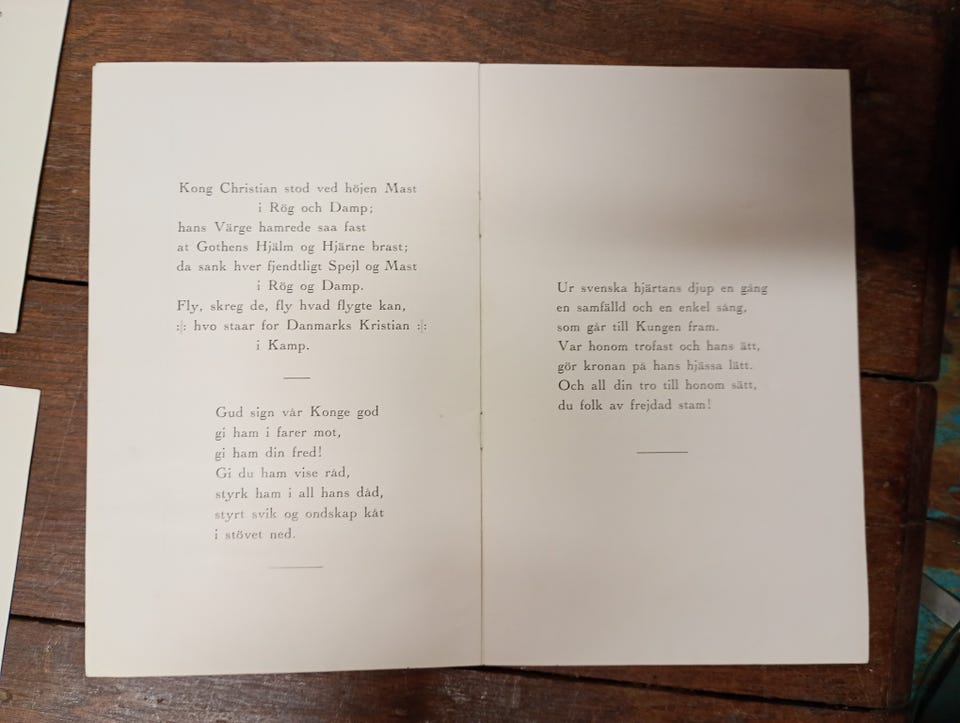 Kong Christian stod ved höjen Mast
i Rög och Damp;
hans Värge hamrede saa fast
at Gothens Hjälm og Hjärne brast;
da sank hver fjendtligt Spejl og Mast
i Rög og Damp.
Fly, skreg de, fly hvad flygte kan,
:|: hvo staar for Danmarks Kristian :|:
i Kamp.
Gud sign vår Konge god
gi ham i farer mot,
gi ham din fred!
Gi du ham vise råd,
styrk ham i all hans dåd,
styrt svik og ondskap kåt
i stövet ned.
Ur svenska hjärtans djup en gång
en samfälld och en enkel sång,
som går till Kungen fram.
Var honom trofast och hans ätt,
gör kronan på hans hjässa lätt.
Och all din tro till honom sätt,
du folk av frejdad stam!